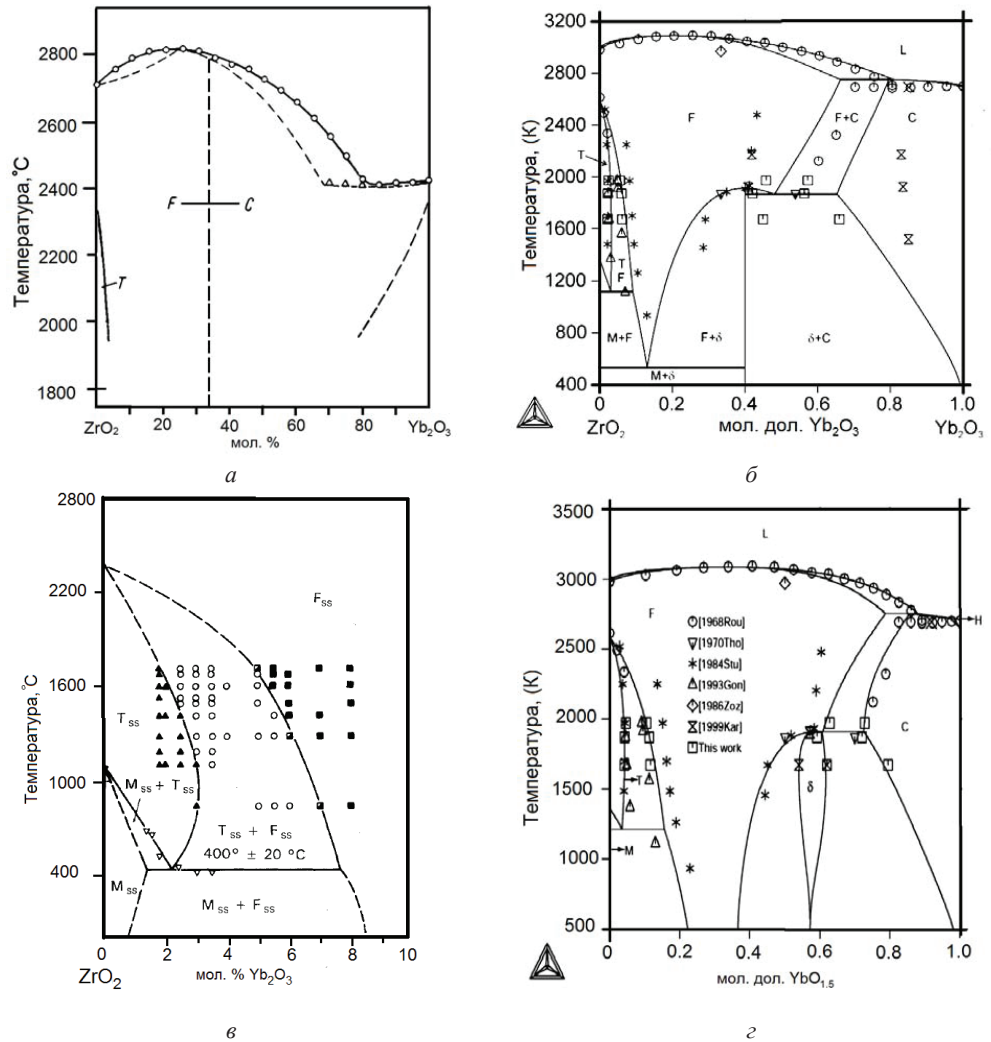 Температура,°C
2800
2600
2400
2200
2000
1800
F C
T
0 20 40 60 80
ZrO₂ Yb₂O₃
мол. %
а
Температура, (К)
3200
2800
2400
2000
1600
1200
800
400
L
F
F+C
C
T
T
F
M+F
F+δ
δ+C
M+δ
0 0.2 0.4 0.6 0.8 1.0
ZrO₂ мол. дол. Yb₂O₃ Yb₂O₃
б
Температура,°C
2800
2200
1600
1000
400
Fss
Tss
Mss + Tss
Tss + Fss
400° ± 20 °C
Mss
Mss + Fss
0 2 4 6 8 10
ZrO₂ мол. % Yb₂O₃
в
Температура, (К)
3500
3000
2500
2000
1500
1000
500
L
H
F
[1968Rou]
[1970Tho]
[1984Stu]
[1993Gon]
[1986Zoz]
[1999Kar]
This work
C
T
δ
M
0 0.2 0.4 0.6 0.8 1.0
мол. дол. YbO₁.₅
г